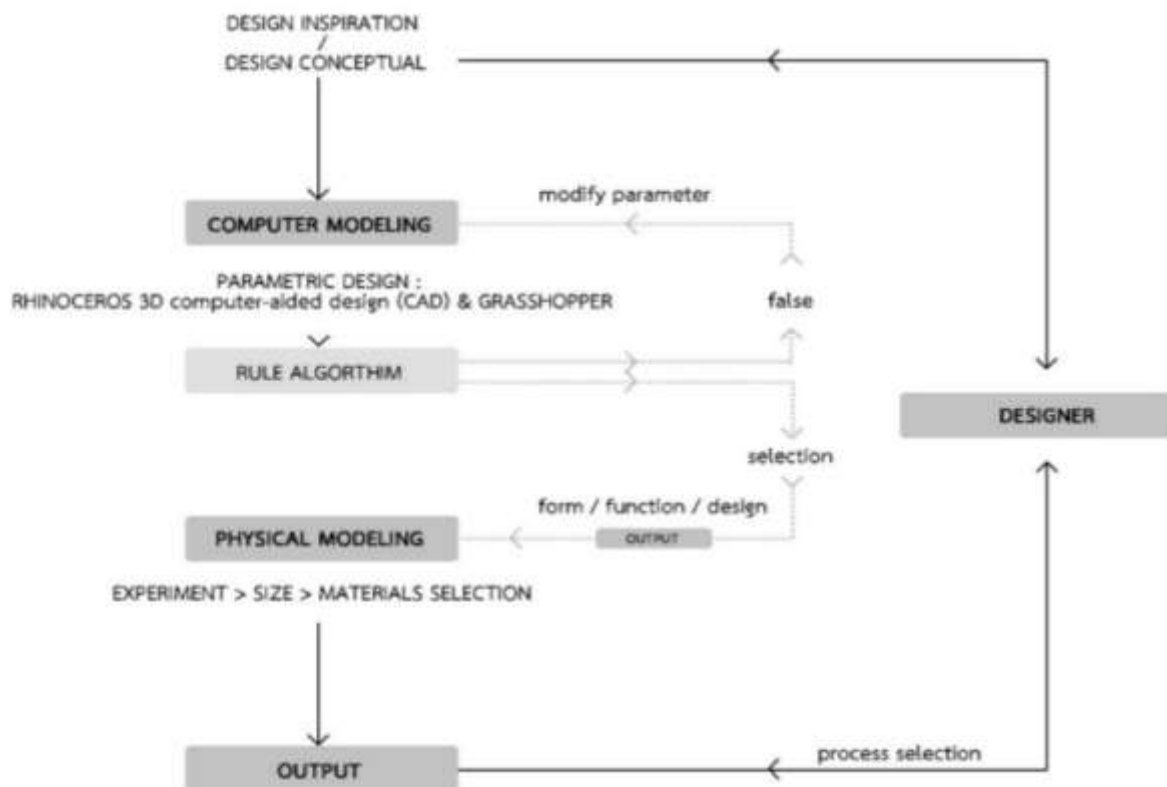 DESIGN INSPIRATION
/
DESIGN CONCEPTUAL
modify parameter
COMPUTER MODELING
PARAMETRIC DESIGN :
RHINOCEROS 3D computer-aided design (CAD) & GRASSHOPPER
false
RULE ALGORTHIM
DESIGNER
selection
form / function / design
PHYSICAL MODELING
OUTPUT
EXPERIMENT > SIZE > MATERIALS SELECTION
process selection
OUTPUT